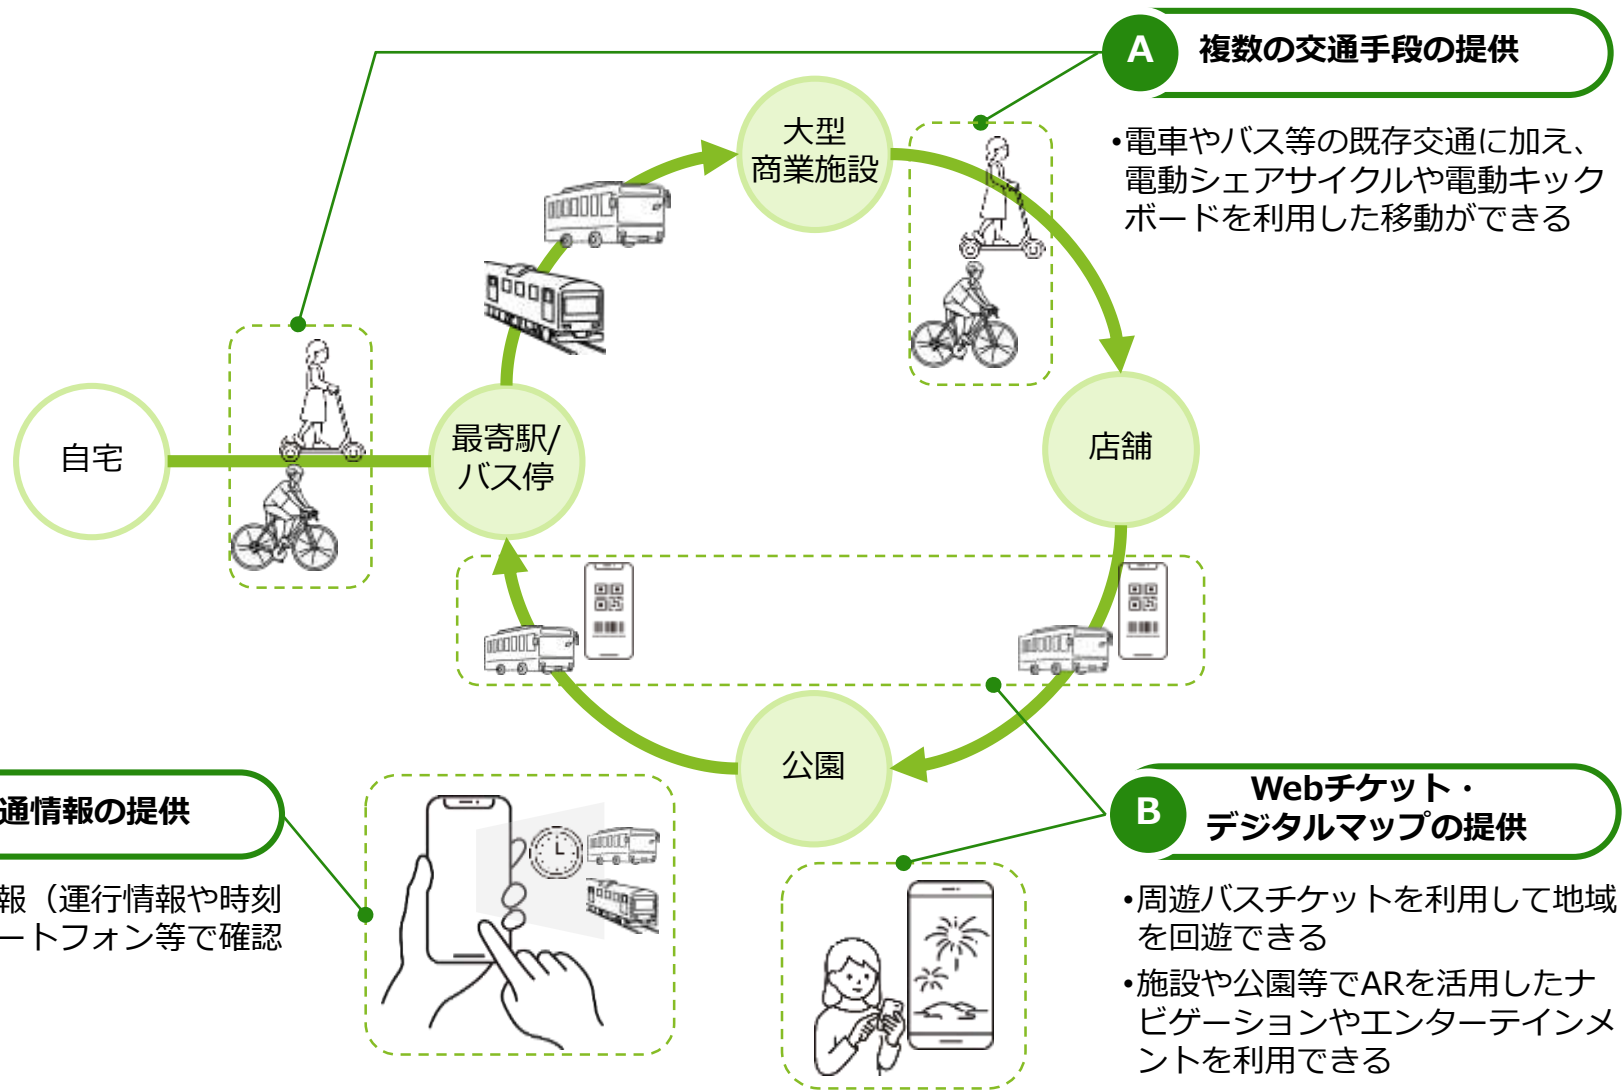 A
複数の交通手段の提供
•電車やバス等の既存交通に加え、
電動シェアサイクルや電動キック
ボードを利用した移動ができる
大型
商業施設
自宅
最寄駅/
バス停
店舗
公園
通情報の提供
報（運行情報や時刻
ートフォン等で確認
B
Webチケット・
デジタルマップの提供
•周遊バスチケットを利用して地域
を回遊できる
•施設や公園等でARを活用したナ
ビゲーションやエンターテインメ
ントを利用できる